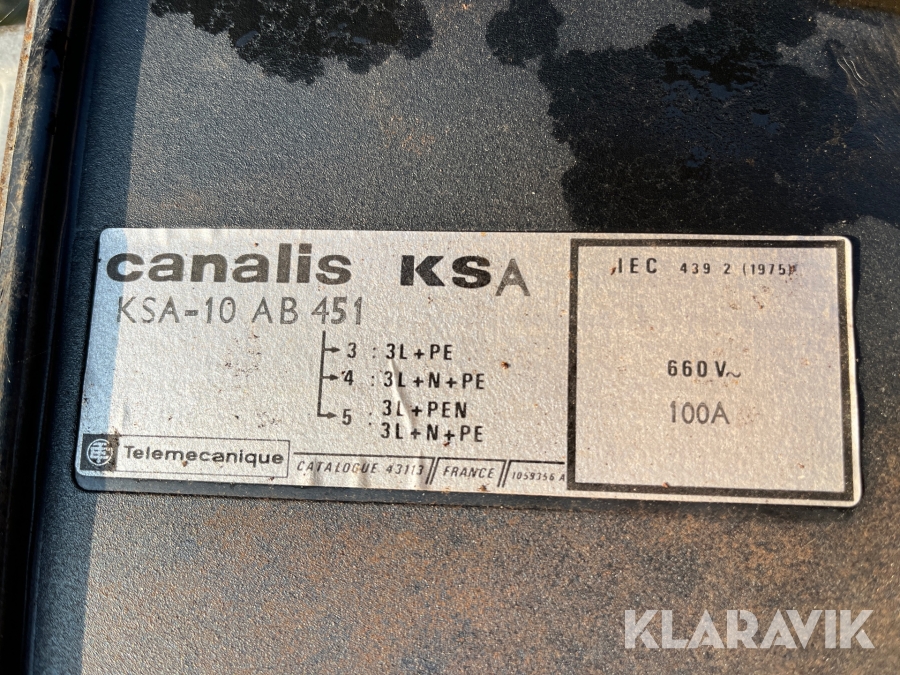 canalis KSA
KSA-10 AB 451
3 : 3L+PE
4 : 3L+N+PE
5 : 3L+PEN
3L+N+PE
Telemecanique
CATALOGUE 43113 // FRANCE // 1059356 A
IEC 439 2 (1975)
660 V~
100A
KLARAVIK